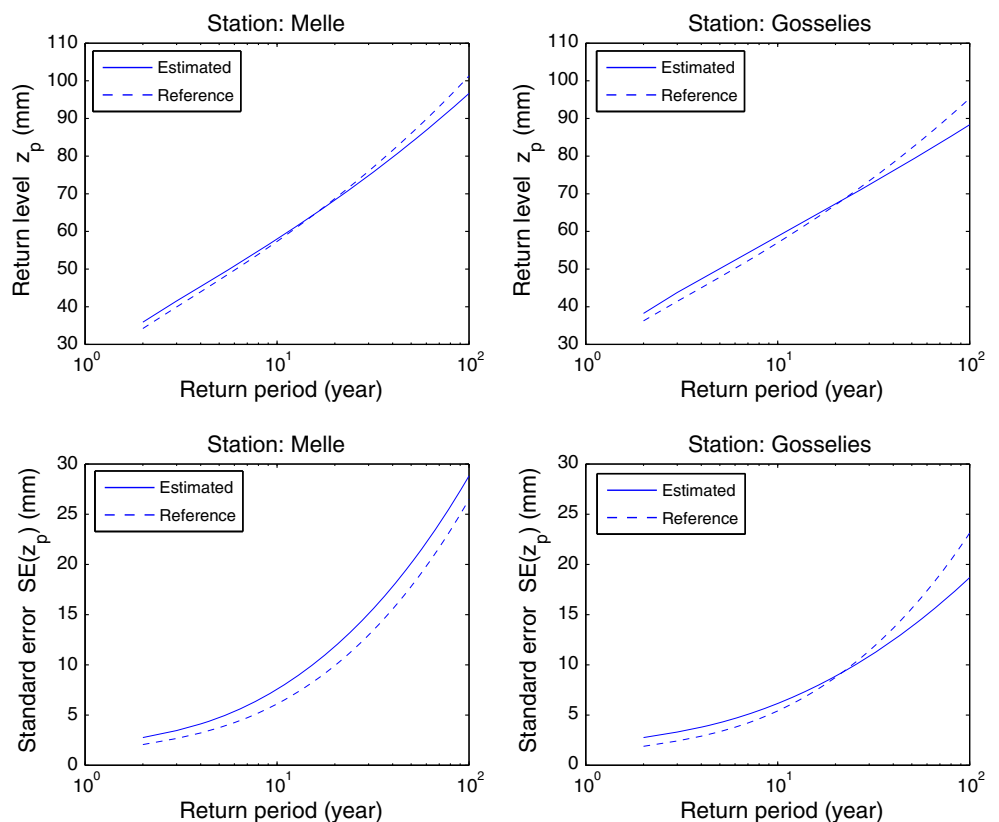 Station: Melle
110
100
90
80
70
60
50
40
30
Return level z_p (mm)
Estimated
Reference
10^0
10^1
10^2
Return period (year)
Station: Gosselies
110
100
90
80
70
60
50
40
30
Return level z_p (mm)
Estimated
Reference
10^0
10^1
10^2
Return period (year)
Station: Melle
30
25
20
15
10
5
0
Standard error SE(z_p) (mm)
Estimated
Reference
10^0
10^1
10^2
Return period (year)
Station: Gosselies
30
25
20
15
10
5
0
Standard error SE(z_p) (mm)
Estimated
Reference
10^0
10^1
10^2
Return period (year)